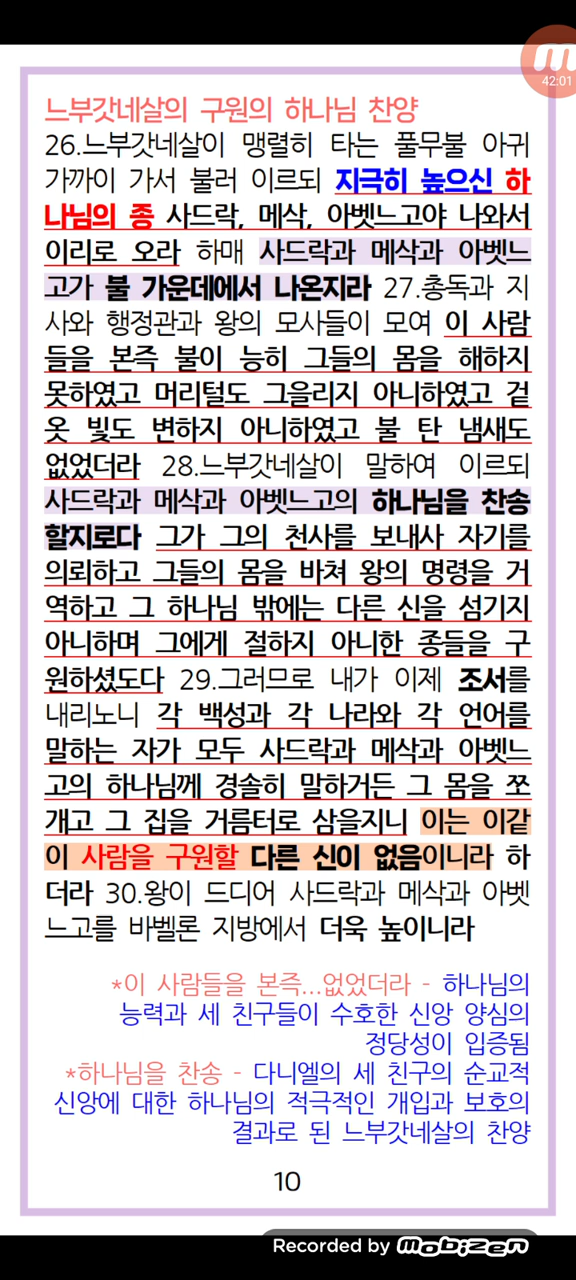 42:01
느부갓네살의 구원의 하나님 찬양
26.느부갓네살이 맹렬히 타는 풀무불 아귀
가까이 가서 불러 이르되 지극히 높으신 하
나님의 종 사드락, 메삭, 아벳느고야 나와서
이리로 오라 하매 사드락과 메삭과 아벳느
고가 불 가운데에서 나온지라 27.총독과 지
사와 행정관과 왕의 모사들이 모여 이 사람
들을 본즉 불이 능히 그들의 몸을 해하지
못하였고 머리털도 그을리지 아니하였고 겉
옷 빛도 변하지 아니하였고 불 탄 냄새도
없었더라 28.느부갓네살이 말하여 이르되
사드락과 메삭과 아벳느고의 하나님을 찬송
할지로다 그가 그의 천사를 보내사 자기를
의뢰하고 그들의 몸을 바쳐 왕의 명령을 거
역하고 그 하나님 밖에는 다른 신을 섬기지
아니하며 그에게 절하지 아니한 종들을 구
원하셨도다 29.그러므로 내가 이제 조서를
내리노니 각 백성과 각 나라와 각 언어를
말하는 자가 모두 사드락과 메삭과 아벳느
고의 하나님께 경솔히 말하거든 그 몸을 쪼
개고 그 집을 거름터로 삼을지니 이는 이같
이 사람을 구원할 다른 신이 없음이니라 하
더라 30.왕이 드디어 사드락과 메삭과 아벳
느고를 바벨론 지방에서 더욱 높이니라
*이 사람들을 본즉...없었더라 - 하나님의
능력과 세 친구들이 수호한 신앙 양심의
정당성이 입증됨
*하나님을 찬송 - 다니엘의 세 친구의 순교적
신앙에 대한 하나님의 적극적인 개입과 보호의
결과로 된 느부갓네살의 찬양
10
Recorded by mobizen